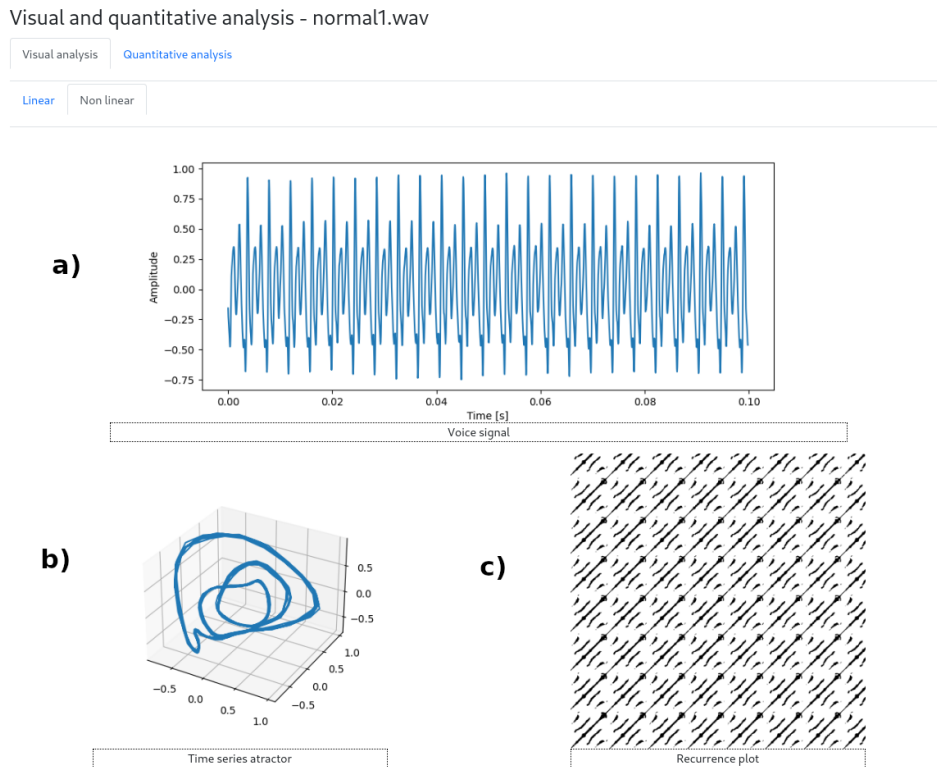 Visual and quantitative analysis - normal1.wav
Visual analysis Quantitative analysis
Linear Non linear
a)
Amplitude
1.00
0.75
0.50
0.25
0.00
−0.25
−0.50
−0.75
0.00 0.02 0.04 0.06 0.08 0.10
Time [s]
Voice signal
b)
0.5
0.0
−0.5
1.0
0.5
0.0
−0.5
−0.5 0.0 0.5 1.0
Time series atractor
c)
Recurrence plot